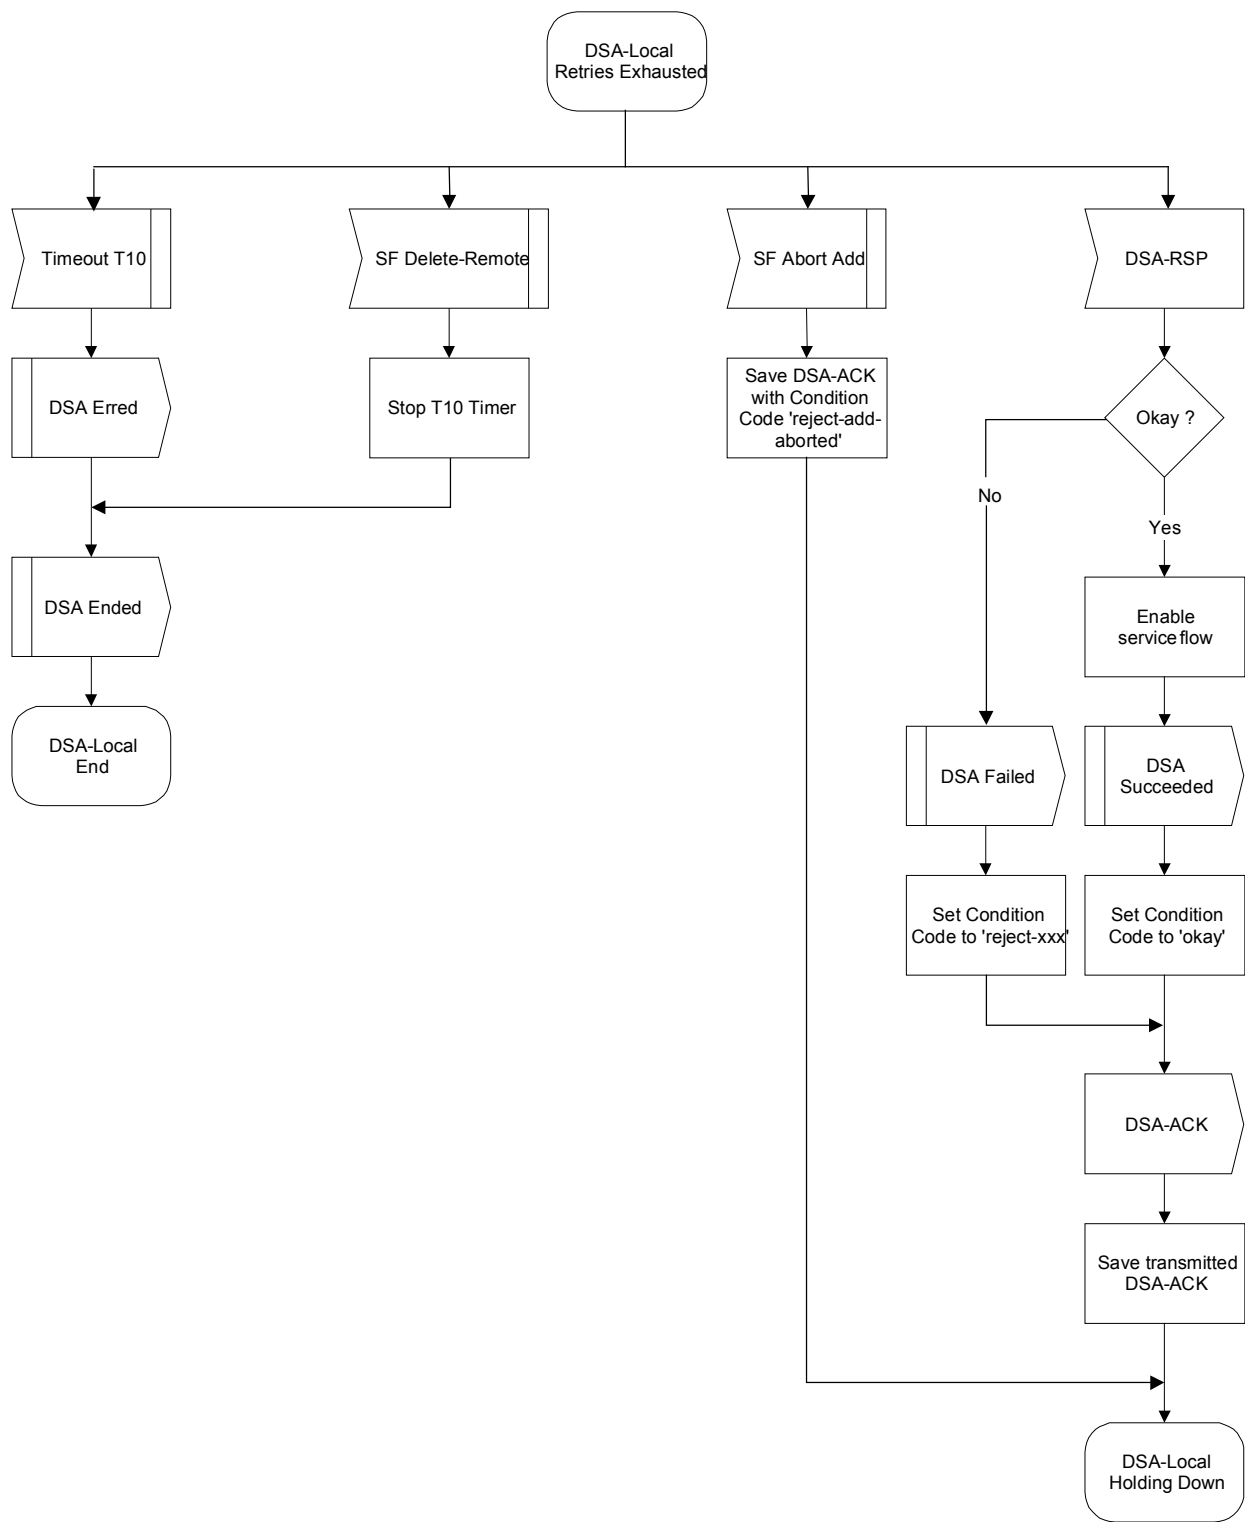 DSA-Local
Retries Exhausted
Timeout T10
SF Delete-Remote
SF Abort Add
DSA-RSP
DSA Erred
Stop T10 Timer
Save DSA-ACK
with Condition
Code 'reject-add-
aborted'
Okay ?
No
Yes
DSA Ended
Enable
service flow
DSA-Local
End
DSA Failed
DSA
Succeeded
Set Condition
Code to 'reject-xxx'
Set Condition
Code to 'okay'
DSA-ACK
Save transmitted
DSA-ACK
DSA-Local
Holding Down